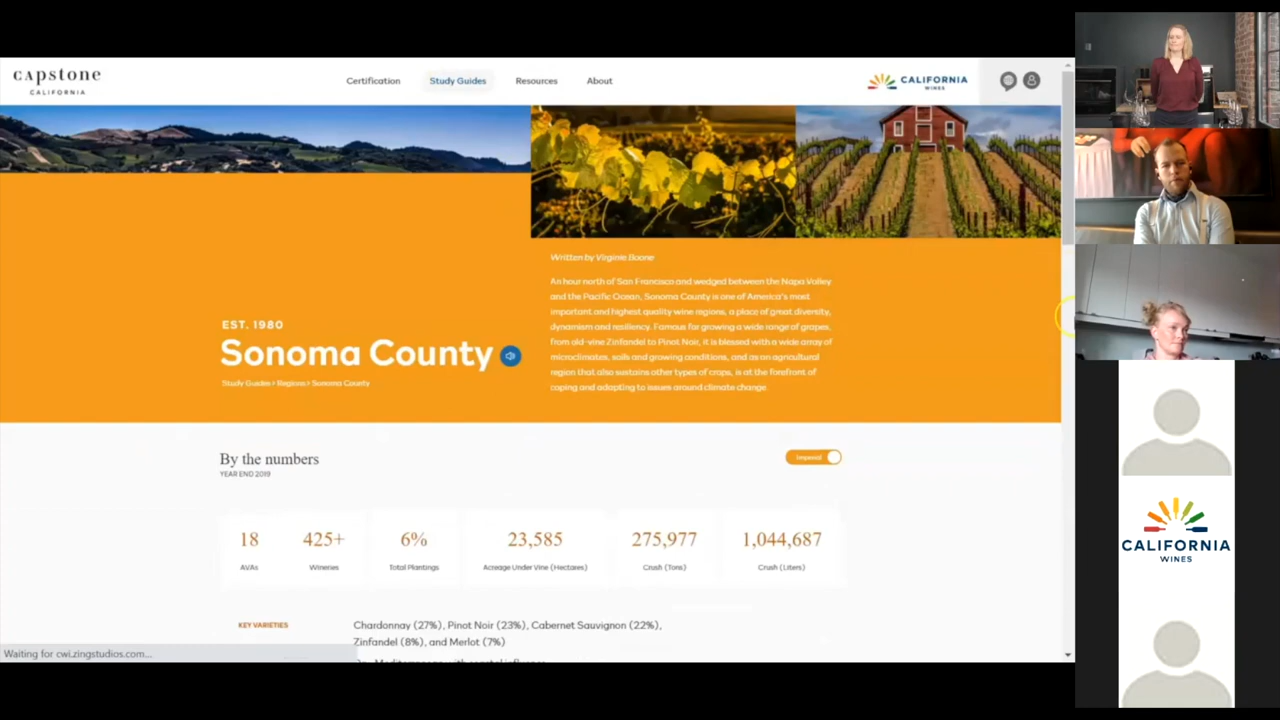 capstone
CALIFORNIA
Certification
Study Guides
Resources
About
CALIFORNIA
WINES
Written by Virginie Boone
An hour north of San Francisco and wedged between the Napa Valley
and the Pacific Ocean, Sonoma County is one of America's most
important and highest quality wine regions, a place of great diversity,
dynamism and resiliency. Famous for growing a wide range of grapes,
from old-vine Zinfandel to Pinot Noir, it is blessed with a wide array of
microclimates, soils and growing conditions, and as an agricultural
region that also sustains other types of crops, is at the forefront of
coping and adapting to issues around climate change.
EST. 1980
Sonoma County
Study Guides > Regions > Sonoma County
By the numbers
YEAR END 2019
Imperial
18
AVAs
425+
Wineries
6%
Total Plantings
23,585
Acreage Under Vine (Hectares)
275,977
Crush (Tons)
1,044,687
Crush (Liters)
KEY VARIETIES
Chardonnay (27%), Pinot Noir (23%), Cabernet Sauvignon (22%),
Zinfandel (8%), and Merlot (7%)
Waiting for cwi.zingstudios.com...
CALIFORNIA
WINES